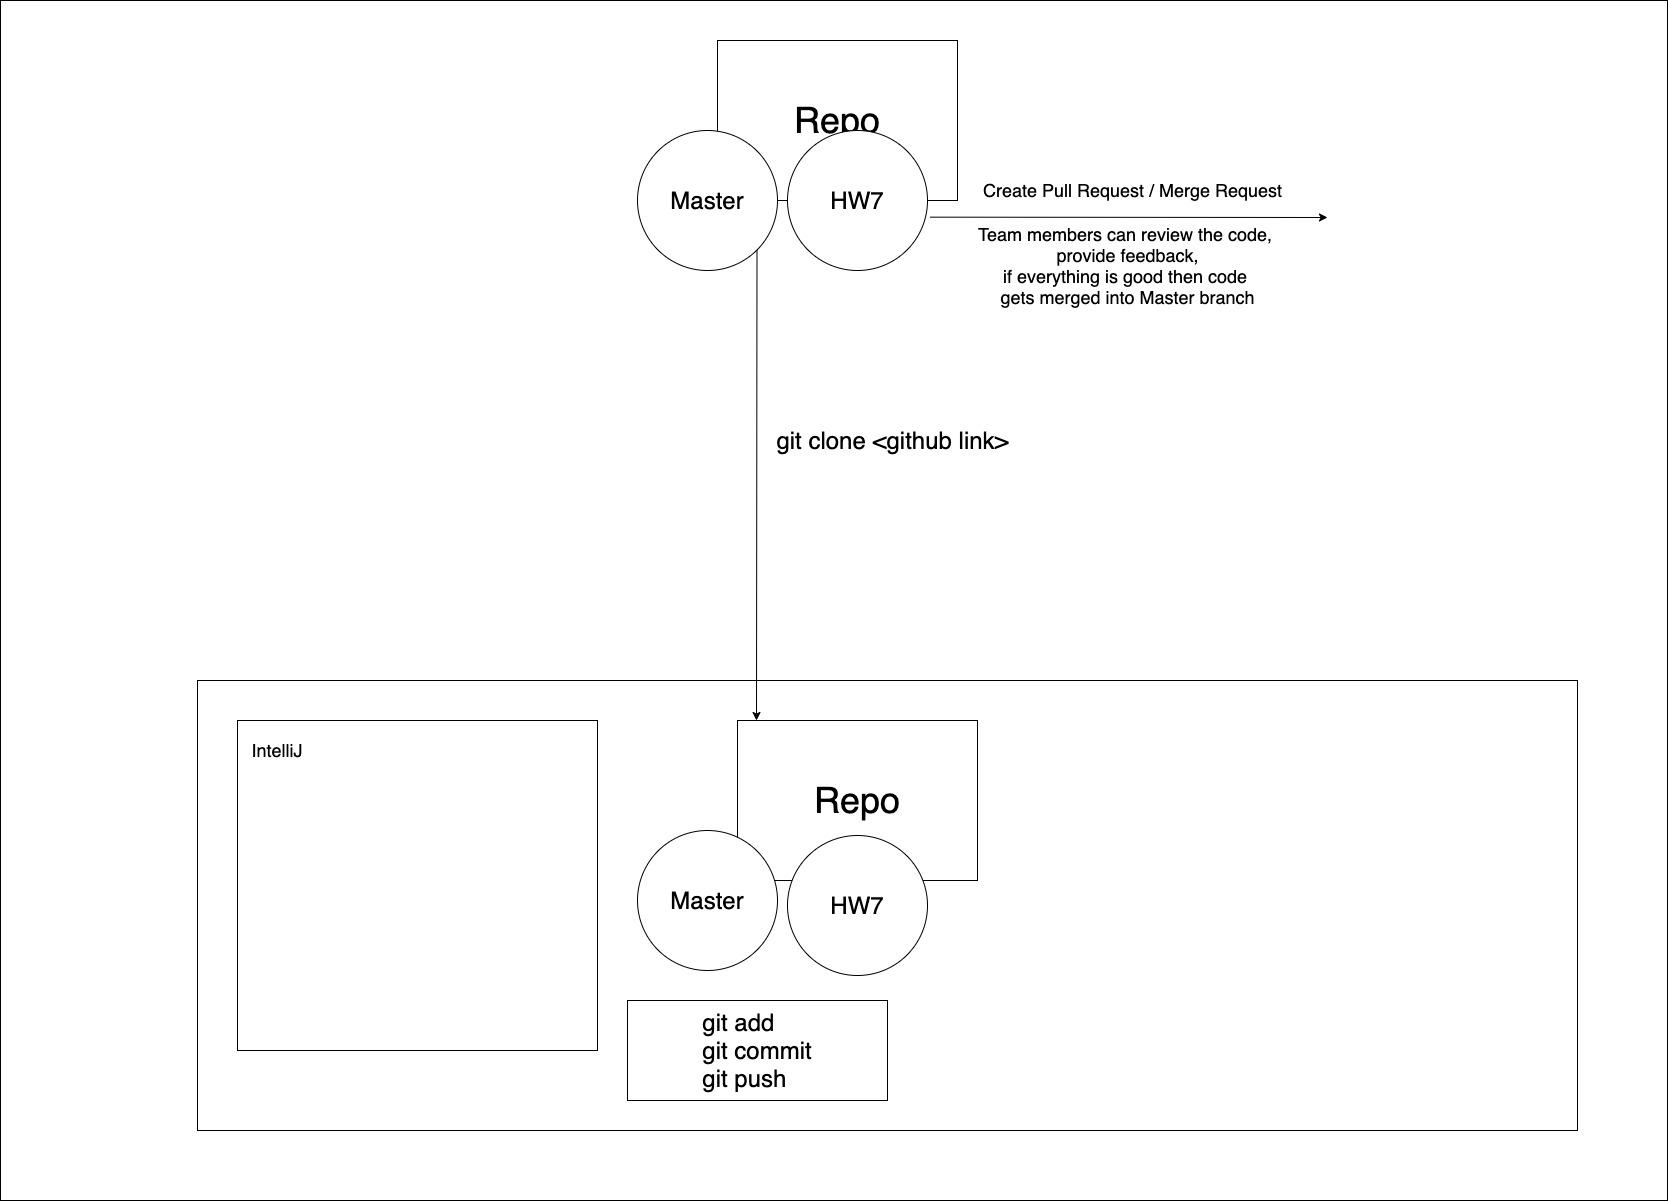 Repo
Master
HW7
Create Pull Request / Merge Request
Team members can review the code,
provide feedback,
if everything is good then code
gets merged into Master branch
git clone <github link>
IntelliJ
Repo
Master
HW7
git add
git commit
git push